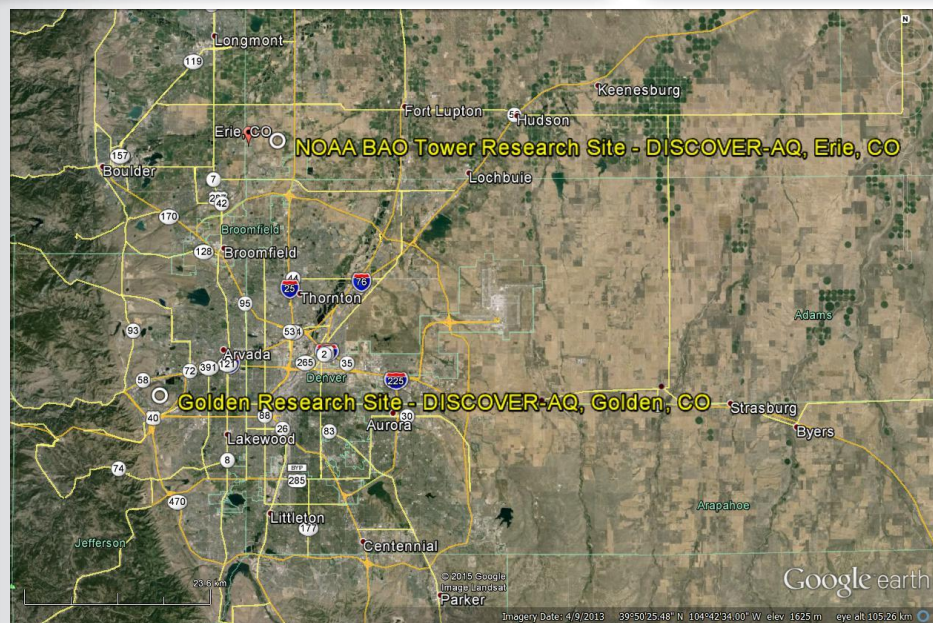 N
Longmont
119
Keenesburg
Fort Lupton
Hudson
Erie, CO
NOAA BAO Tower Research Site - DISCOVER-AQ, Erie, CO
157
Boulder
Lochbuie
7
42
170
Broomfield
128
Broomfield
44
25
76
Thornton
95
Adams
93
53
Arvada
2
265
35
72
391
121
Denver
58
225
Golden Research Site - DISCOVER-AQ, Golden, CO
Strasburg
40
88
30
26
83
Aurora
Byers
Lakewood
8
74
BYP
285
470
Arapahoe
Littleton
177
Jefferson
Centennial
23.6 km
© 2015 Google
Image Landsat
Google earth
Parker
Imagery Date: 4/9/2013 39°50'25.48" N 104°42'34.00" W elev 1625 m eye alt 105.26 km